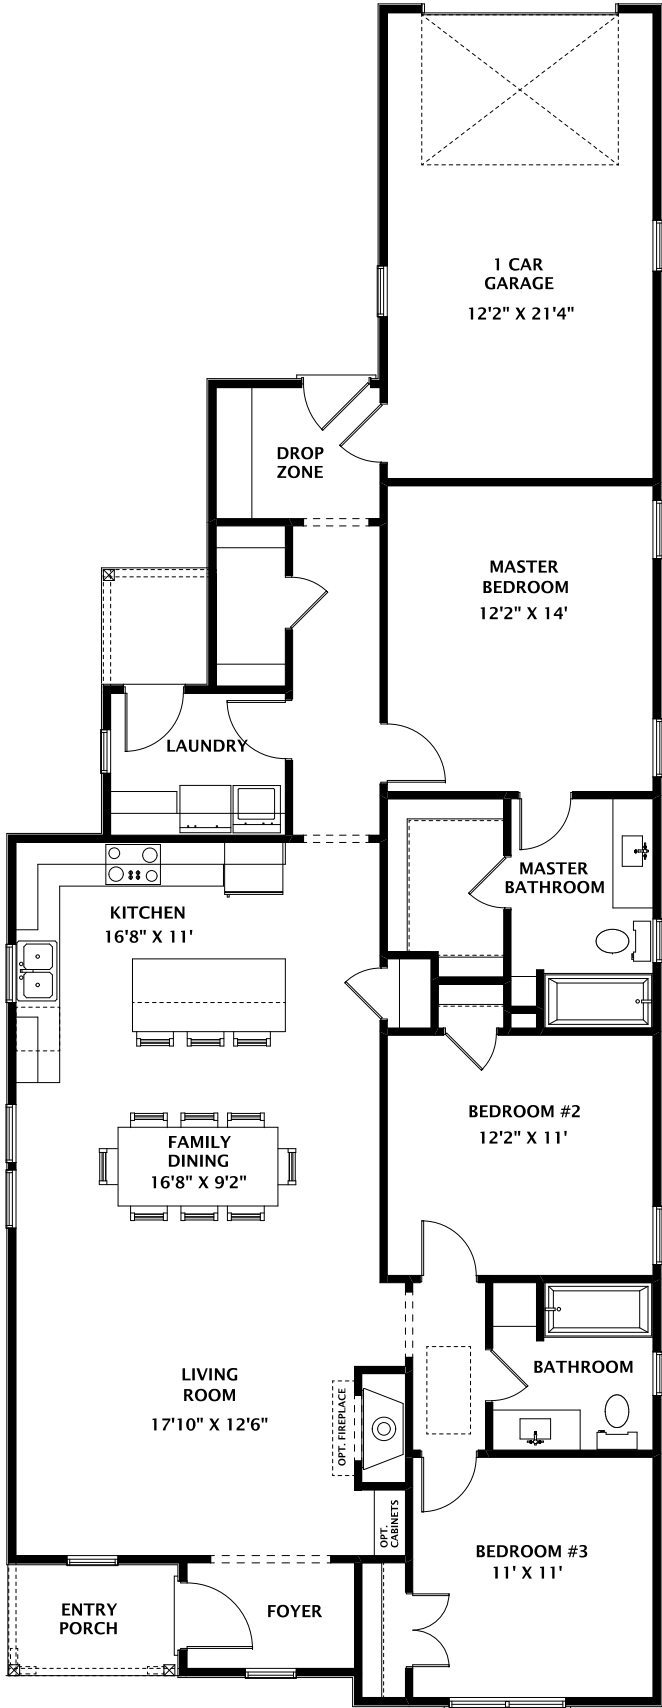 1 CAR
GARAGE
12'2" X 21'4"
DROP
ZONE
MASTER
BEDROOM
12'2" X 14'
LAUNDRY
MASTER
BATHROOM
KITCHEN
16'8" X 11'
BEDROOM #2
12'2" X 11'
FAMILY
DINING
16'8" X 9'2"
LIVING
ROOM
17'10" X 12'6"
OPT. FIREPLACE
BATHROOM
OPT.
CABINETS
BEDROOM #3
11' X 11'
ENTRY
PORCH
FOYER